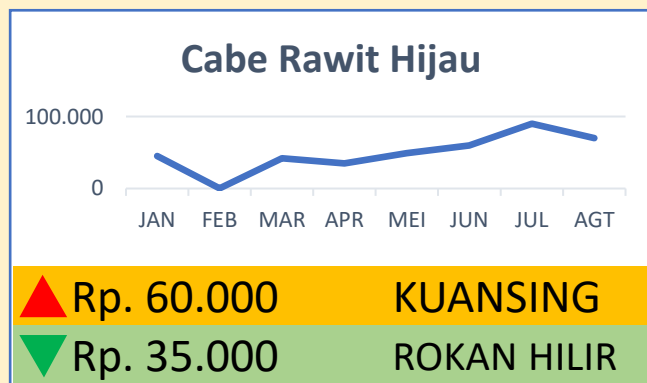 Cabe Rawit Hijau
100.000
0
JAN FEB MAR APR MEI JUN JUL AGT
Rp. 60.000 KUANSING
Rp. 35.000 ROKAN HILIR